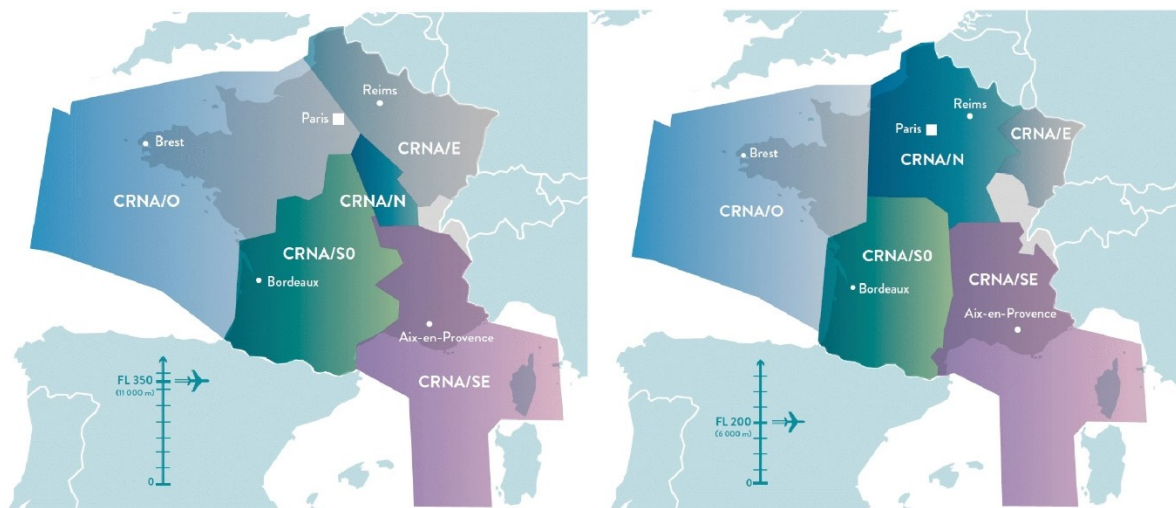 Reims
Paris
CRNA/E
Brest
CRNA/O
CRNA/N
CRNA/S0
Bordeaux
Aix-en-Provence
CRNA/SE
FL 350
(11 000 m)
0
Reims
Paris
CRNA/E
Brest
CRNA/N
CRNA/O
CRNA/S0
CRNA/SE
Bordeaux
Aix-en-Provence
FL 200
(6 000 m)
0